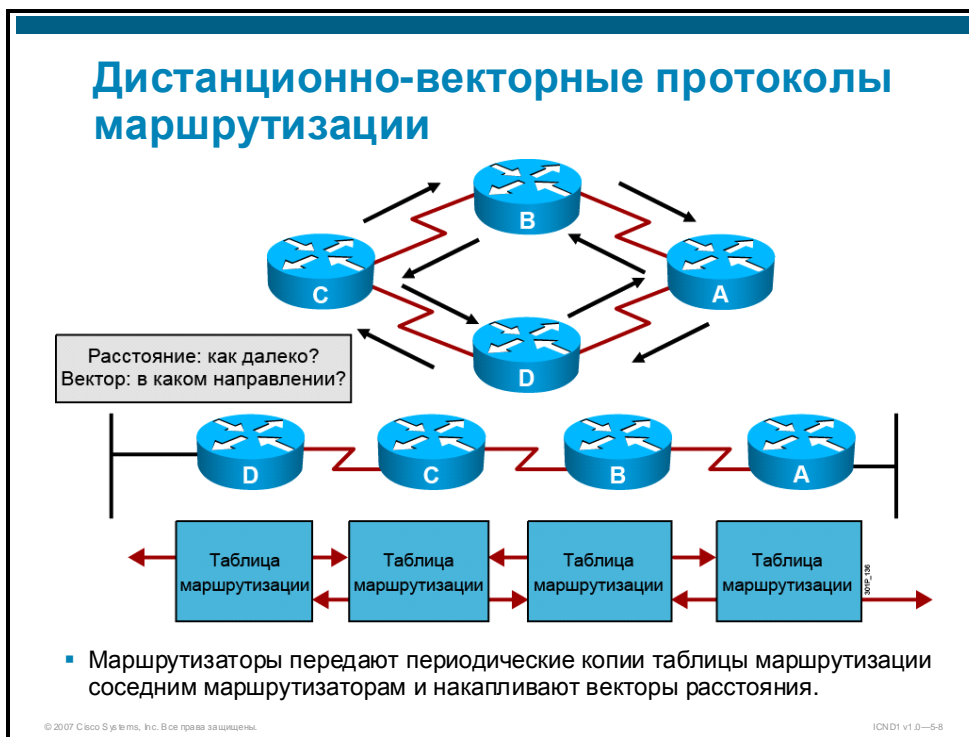 Дистанционно-векторные протоколы
маршрутизации
B
C
A
D
Расстояние: как далеко?
Вектор: в каком направлении?
D
C
B
A
Таблица
маршрутизации
Таблица
маршрутизации
Таблица
маршрутизации
Таблица
маршрутизации
301P_136
Маршрутизаторы передают периодические копии таблицы маршрутизации
соседним маршрутизаторам и накапливают векторы расстояния.
© 2007 Cisco Systems, Inc. Все права защищены.
ICND1 v1.0—5-8